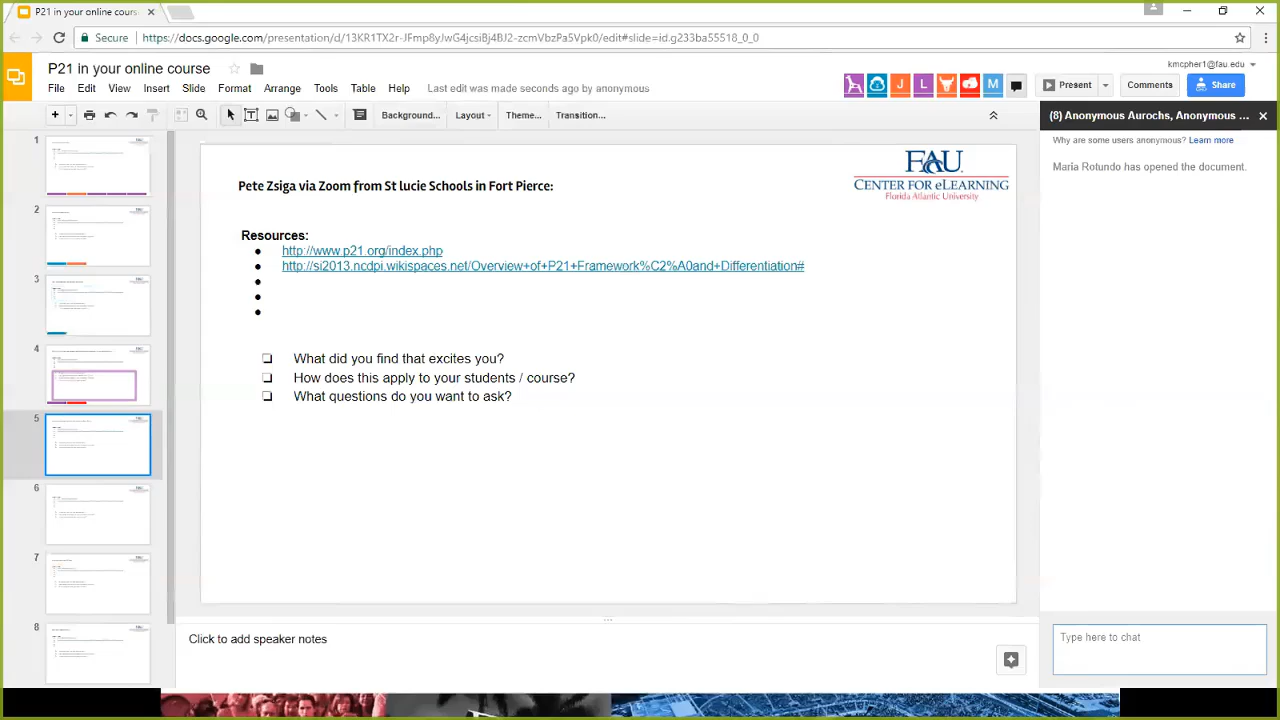 P21 in your online cours
Secure
https://docs.google.com/presentation/d/13KR1TX2r-JFmp8yJwG4jcsiBj4BJ2-zcmVbzPa5Vpk0/edit#slide=id.g233ba55518_0_0
P21 in your online course
kmcpher1@fau.edu
File Edit View Insert Slide Format Arrange Tools Table Help Last edit was made seconds ago by anonymous
J L M
Present Comments Share
Background... Layout Theme... Transition...
(8) Anonymous Aurochs, Anonymous ...
Why are some users anonymous? Learn more
Maria Rotundo has opened the document.
1
2
3
4
5
6
7
8
FAU
CENTER FOR eLEARNING
Florida Atlantic University
Pete Zsiga via Zoom from St lucie Schools in Fort Pierce:
Resources:
http://www.p21.org/index.php
http://si2013.ncdpi.wikispaces.net/Overview+of+P21+Framework%C2%A0and+Differentiation#
What did you find that excites you?
How does this apply to your students / course?
What questions do you want to ask?
Click to add speaker notes
Type here to chat